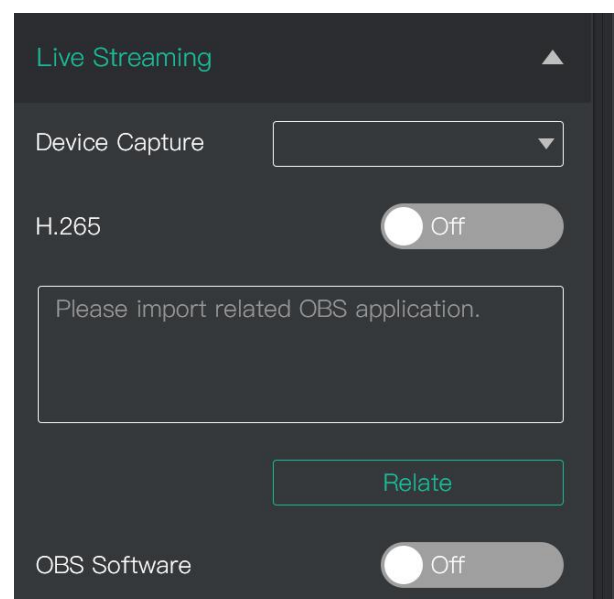 Live Streaming
Device Capture
H.265
Off
Please import related OBS application.
Relate
OBS Software
Off